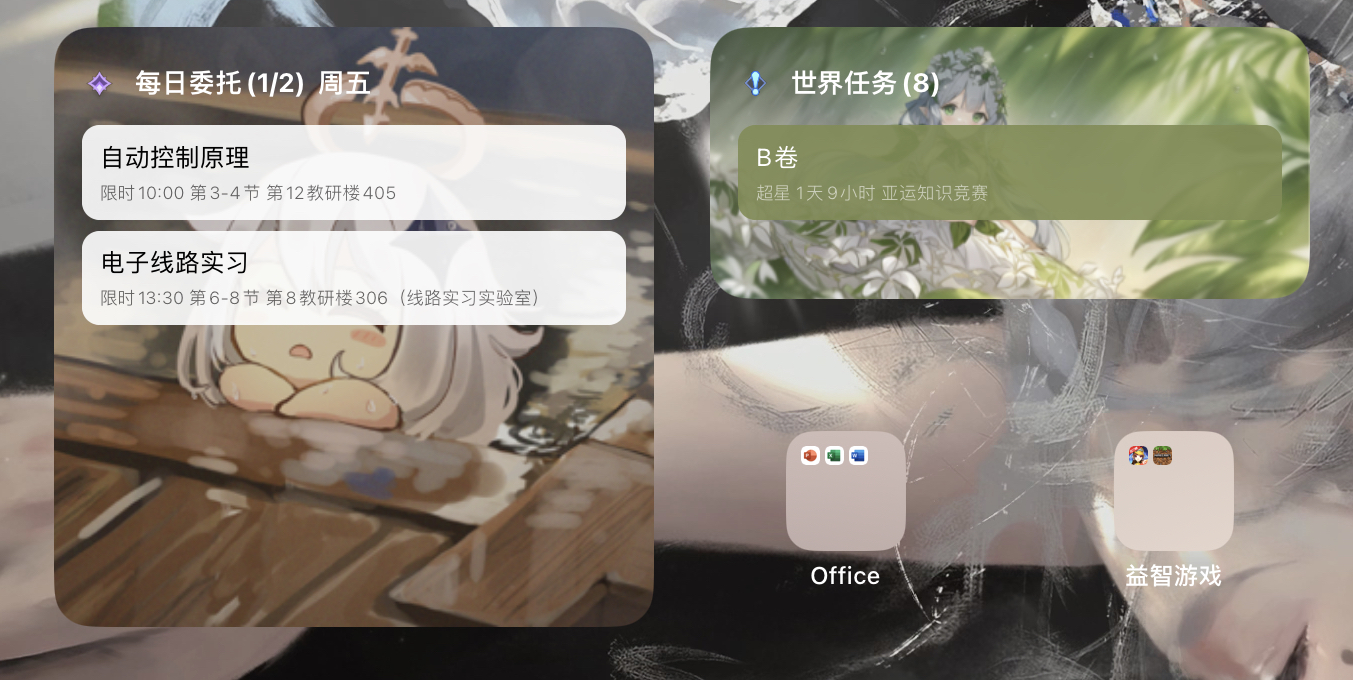 每日委托 (1/2) 周五
自动控制原理
限时 10:00 第 3-4 节 第 12 教研楼 405
电子线路实习
限时 13:30 第 6-8 节 第 8 教研楼 306（线路实习实验室）
世界任务 (8)
B 卷
超星 1 天 9 小时 亚运知识竞赛
Office
益智游戏